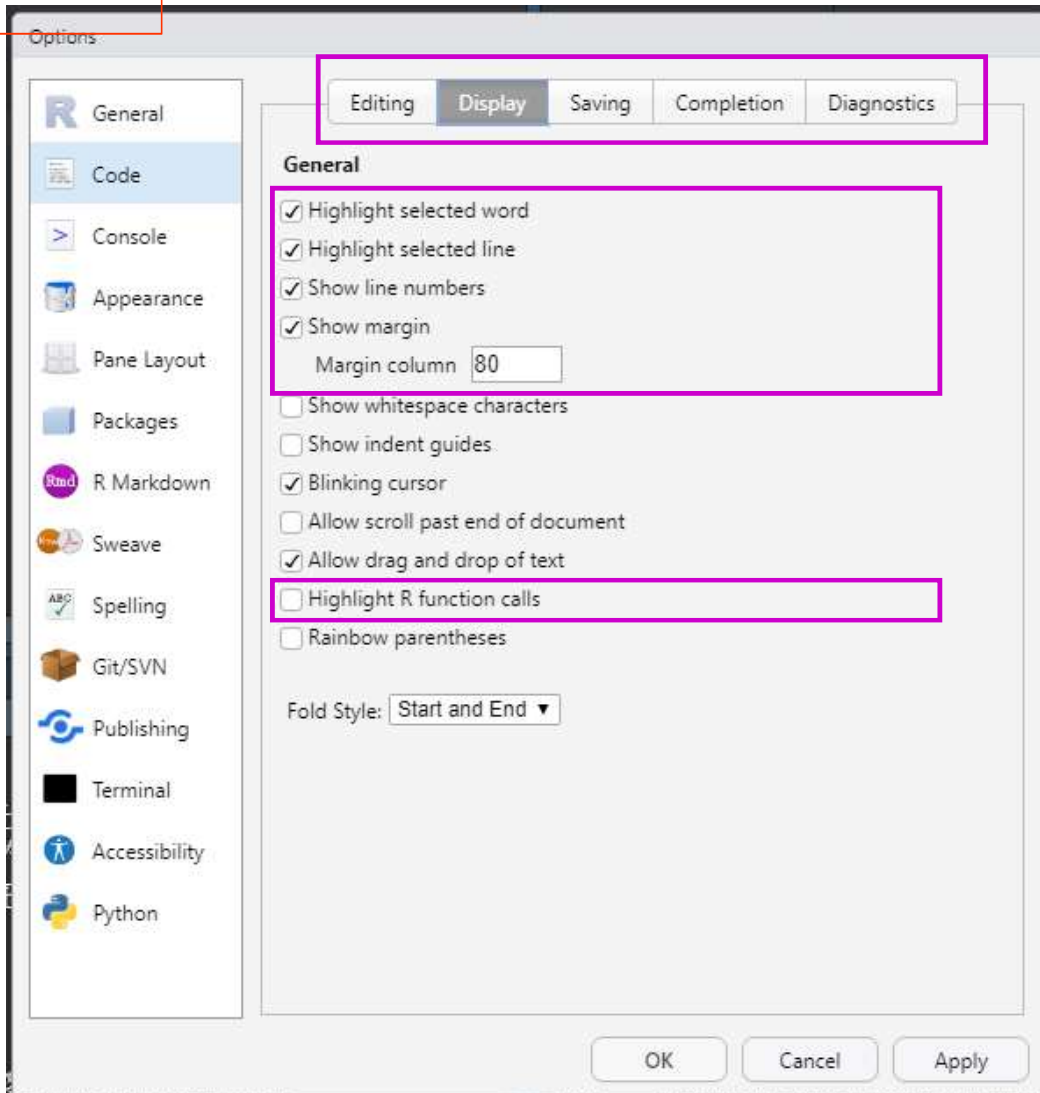 Options
General
Code
Console
Appearance
Pane Layout
Packages
R Markdown
Sweave
Spelling
Git/SVN
Publishing
Terminal
Accessibility
Python
Editing Display Saving Completion Diagnostics
General
Highlight selected word
Highlight selected line
Show line numbers
Show margin
Margin column 80
Show whitespace characters
Show indent guides
Blinking cursor
Allow scroll past end of document
Allow drag and drop of text
Highlight R function calls
Rainbow parentheses
Fold Style: Start and End
OK Cancel Apply